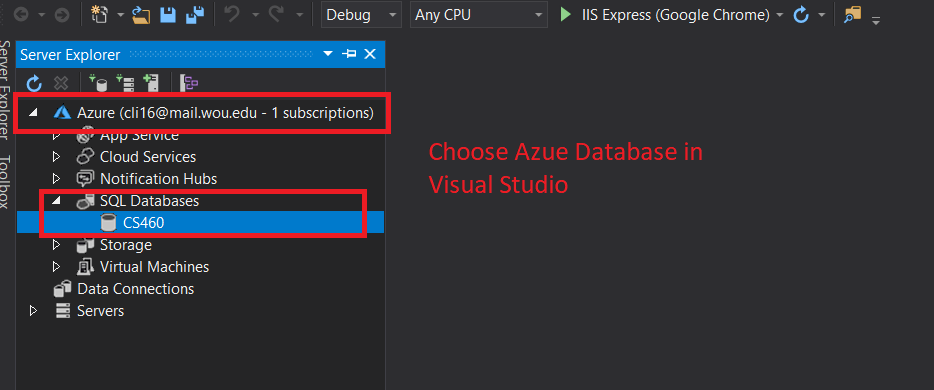 Debug
Any CPU
IIS Express (Google Chrome)
Server Explorer
Toolbox
Server Explorer
Azure (cli16@mail.wou.edu - 1 subscriptions)
App Service
Cloud Services
Notification Hubs
SQL Databases
CS460
Storage
Virtual Machines
Data Connections
Servers
Choose Azue Database in
Visual Studio